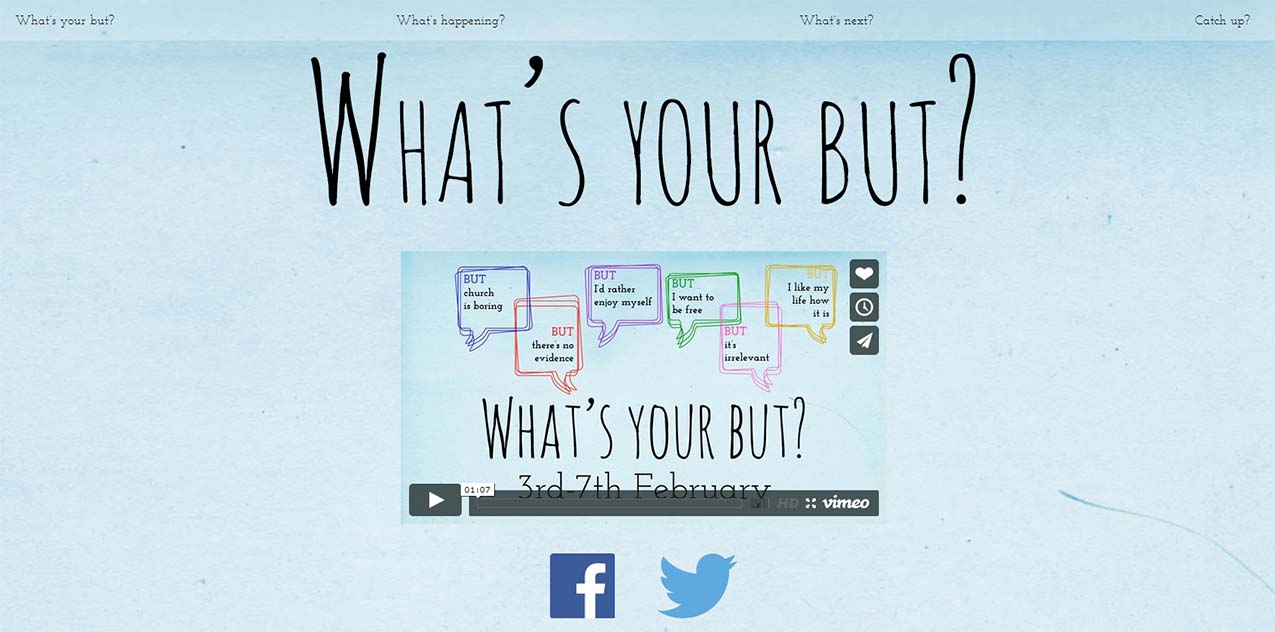 What's your but?
What's happening?
What's next?
Catch up?
What's your but?
BUT
church
is boring
BUT
there's no
evidence
BUT
I'd rather
enjoy myself
BUT
I want to
be free
BUT
it's
irrelevant
BUT
I like my
life how
it is
What's your but?
3rd-7th February
01:07
HD
vimeo
f